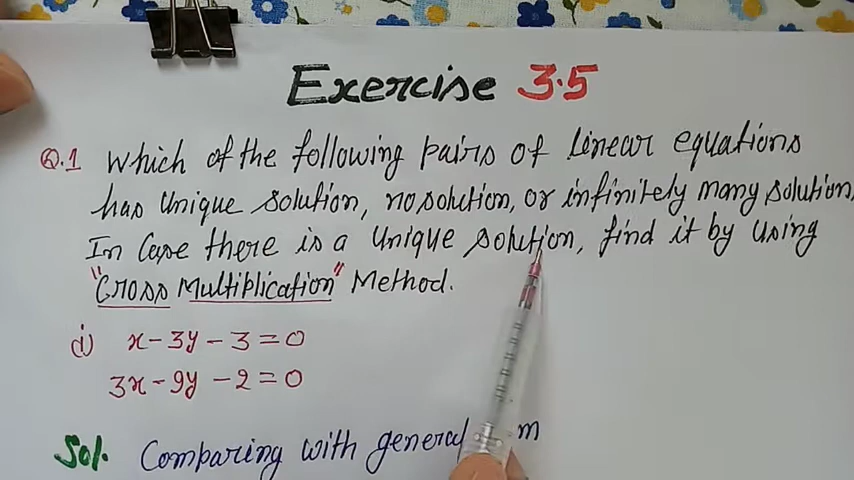 Exercise 3.5
Q.1 Which of the following pairs of linear equations
has Unique Solution, no solution, or infinitely many solution,
In Case there is a Unique Solution, find it by using
"Cross Multiplication" Method.
i) x - 3y - 3 = 0
3x - 9y - 2 = 0
Sol. Comparing with general